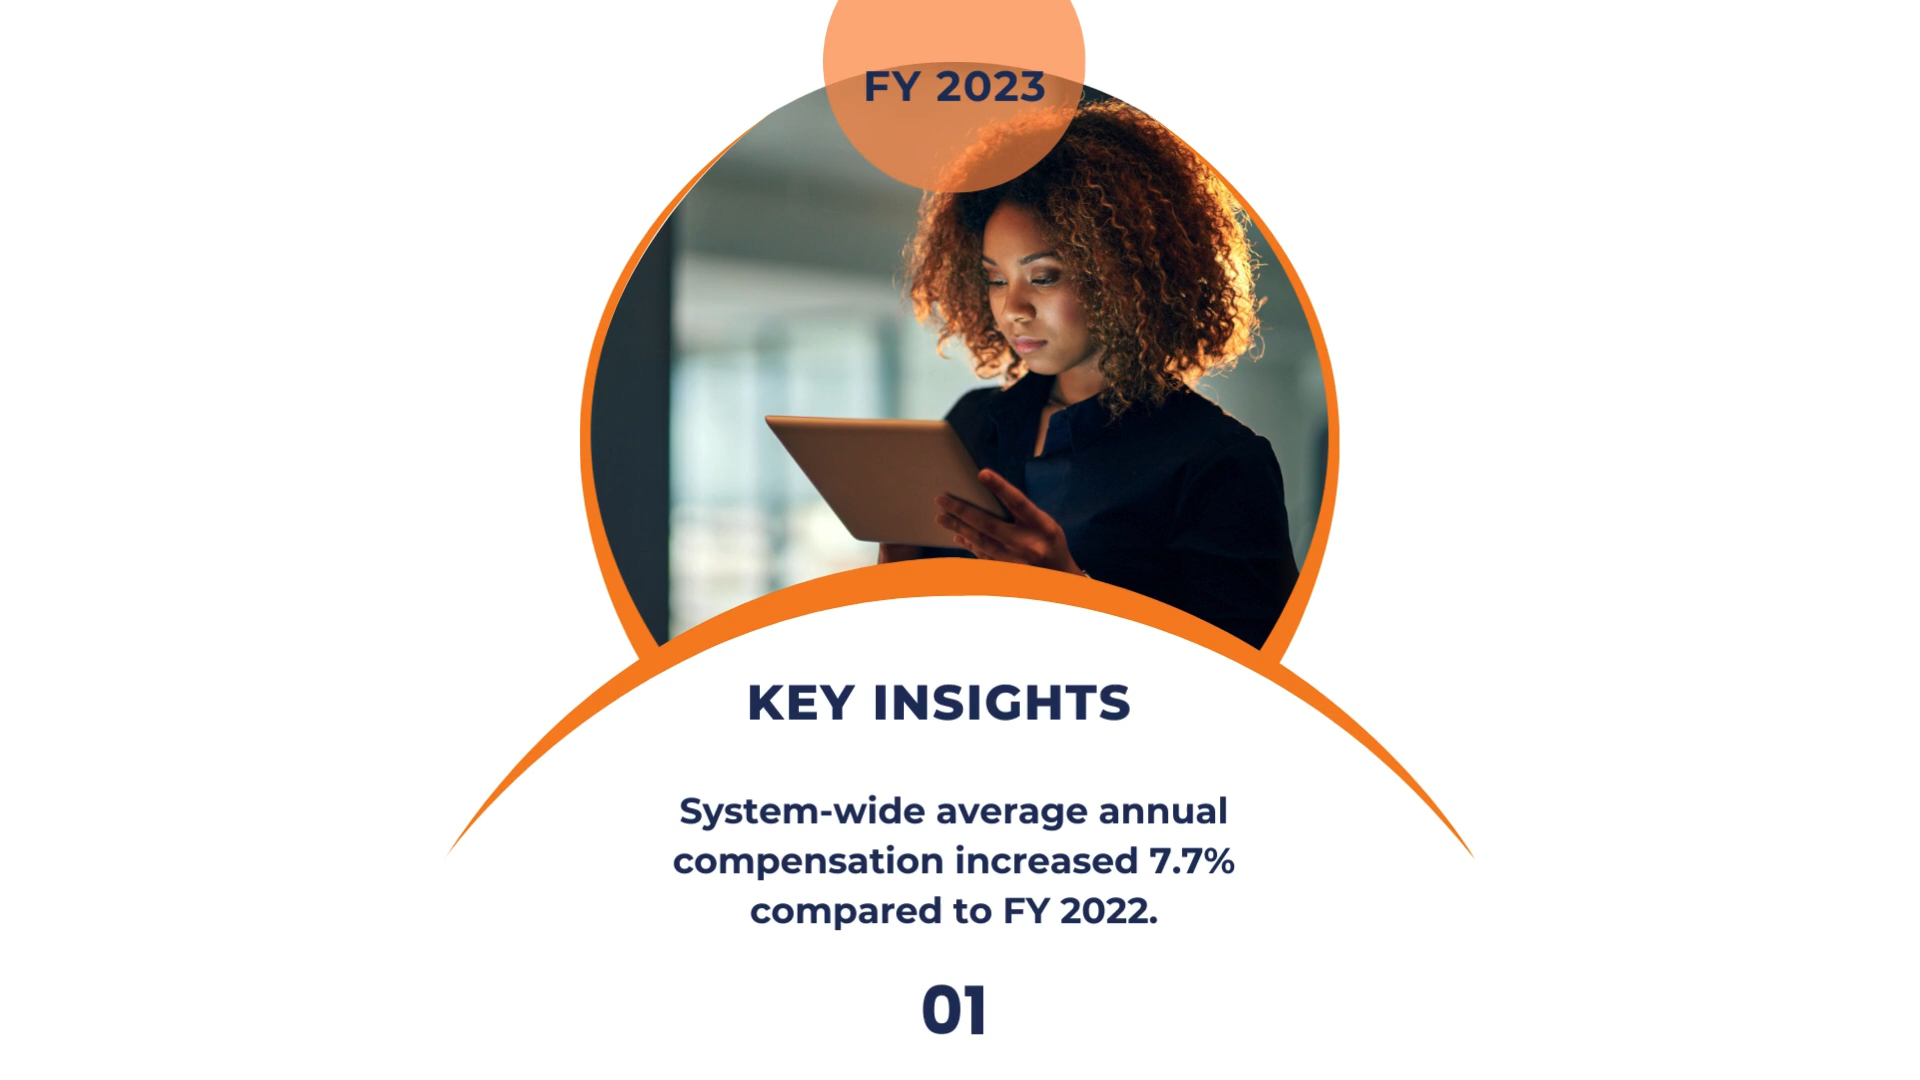 FY 2023
KEY INSIGHTS
System-wide average annual
compensation increased 7.7%
compared to FY 2022.
01